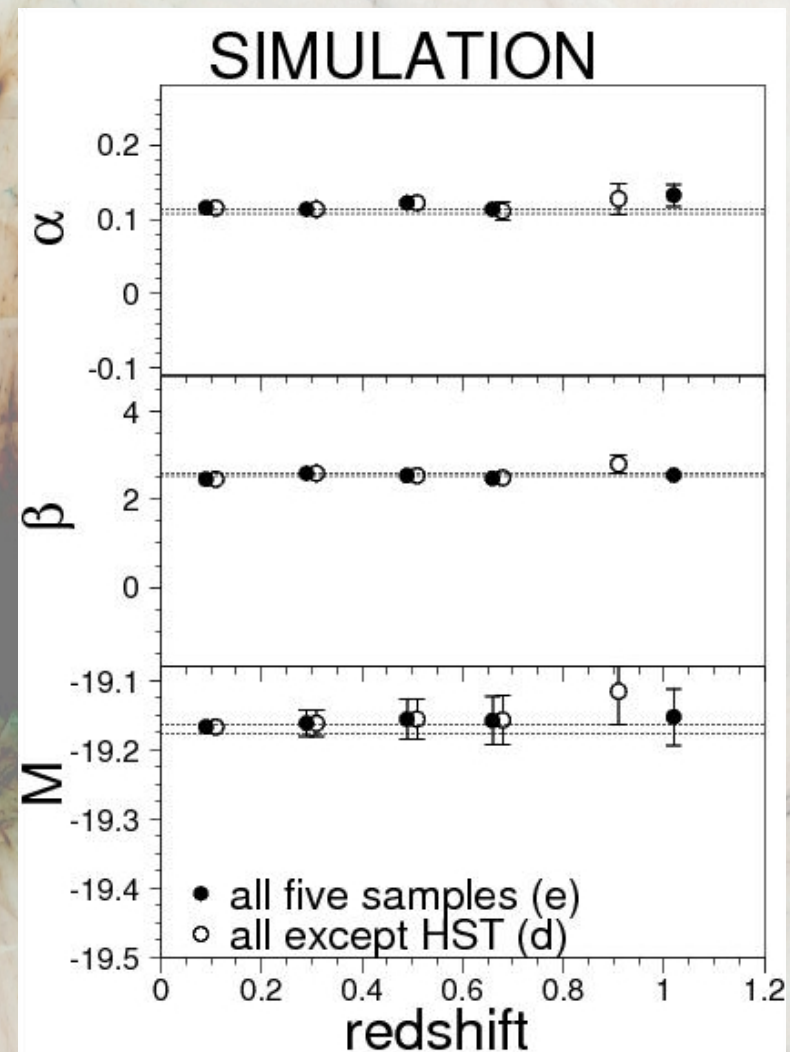 SIMULATION
0.2
0.1
0
-0.1
α
4
2
0
β
-19.1
-19.2
-19.3
-19.4
-19.5
M
all five samples (e)
all except HST (d)
0 0.2 0.4 0.6 0.8 1 1.2
redshift